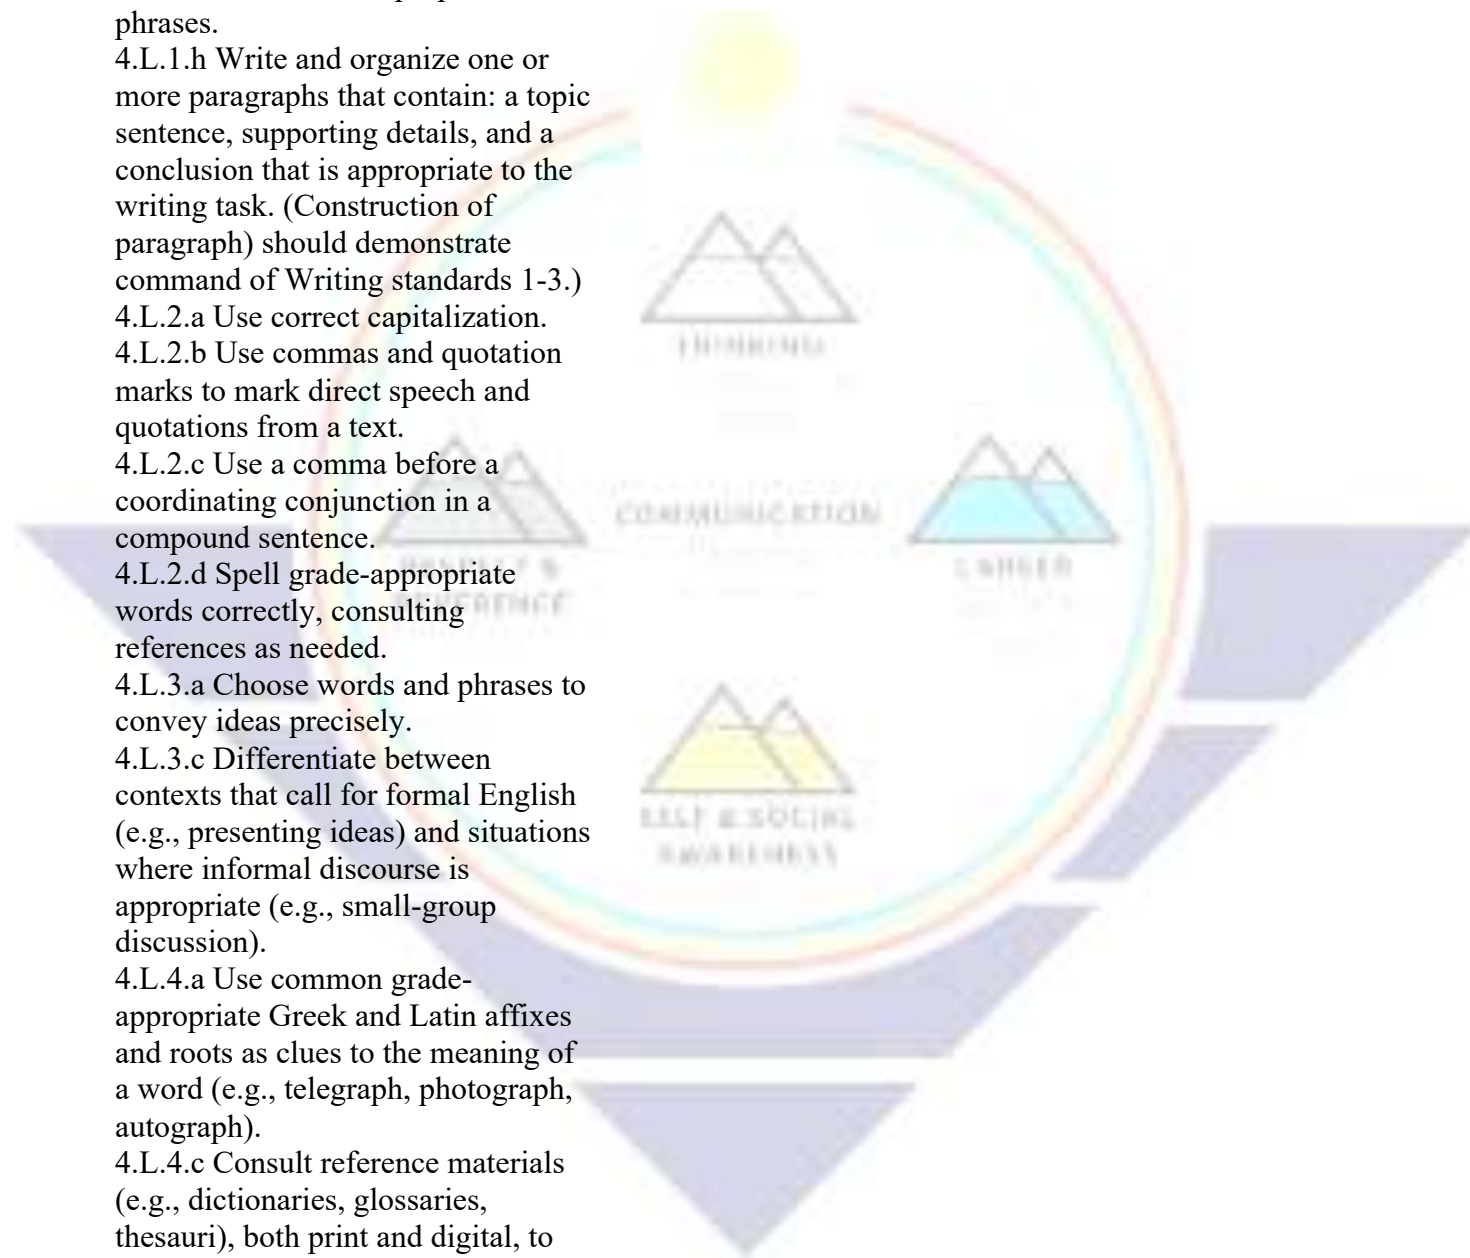 phrases.
4.L.1.h Write and organize one or
more paragraphs that contain: a topic
sentence, supporting details, and a
conclusion that is appropriate to the
writing task. (Construction of
paragraph) should demonstrate
command of Writing standards 1-3.)
4.L.2.a Use correct capitalization.
4.L.2.b Use commas and quotation
marks to mark direct speech and
quotations from a text.
4.L.2.c Use a comma before a
coordinating conjunction in a
compound sentence.
4.L.2.d Spell grade-appropriate
words correctly, consulting
references as needed.
4.L.3.a Choose words and phrases to
convey ideas precisely.
4.L.3.c Differentiate between
contexts that call for formal English
(e.g., presenting ideas) and situations
where informal discourse is
appropriate (e.g., small-group
discussion).
4.L.4.a Use common grade-
appropriate Greek and Latin affixes
and roots as clues to the meaning of
a word (e.g., telegraph, photograph,
autograph).
4.L.4.c Consult reference materials
(e.g., dictionaries, glossaries,
thesauri), both print and digital, to
THINKING
COMMUNICATION
SELF & SOCIAL
AWARENESS